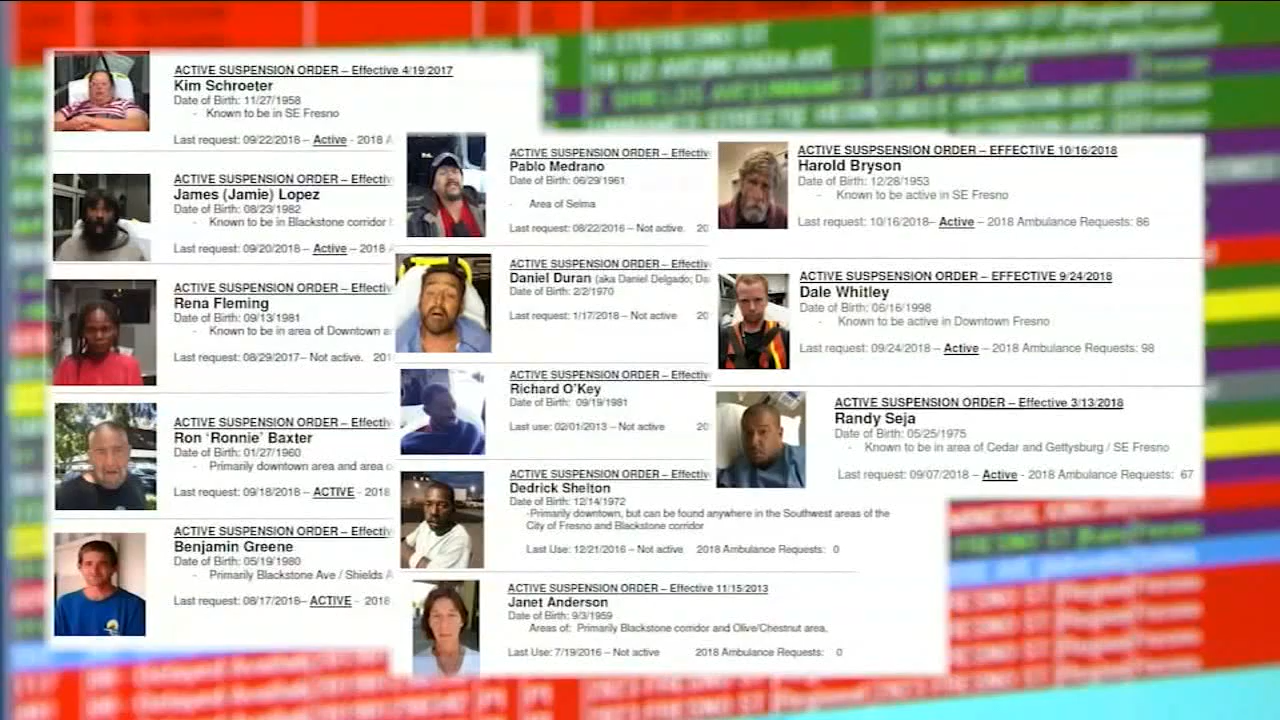 ACTIVE SUSPENSION ORDER – Effective 4/19/2017
Kim Schroeter
Date of Birth: 11/27/1958
- Known to be in SE Fresno
Last request: 09/22/2018 – Active - 2018 A
ACTIVE SUSPENSION ORDER – Effectiv
James (Jamie) Lopez
Date of Birth: 08/23/1982
- Known to be in Blackstone corridor
Last request: 09/20/2018 – Active – 2018 A
ACTIVE SUSPENSION ORDER – Effectiv
Rena Fleming
Date of Birth: 09/13/1981
- Known to be in area of Downtown a
Last request: 08/29/2017– Not active. 201
ACTIVE SUSPENSION ORDER – Effectiv
Ron ‘Ronnie’ Baxter
Date of Birth: 01/27/1960
- Primarily downtown area and area o
Last request: 09/18/2018 – ACTIVE - 2018
ACTIVE SUSPENSION ORDER – Effectiv
Benjamin Greene
Date of Birth: 05/19/1980
- Primarily Blackstone Ave / Shields A
Last request: 08/17/2018– ACTIVE - 2018
ACTIVE SUSPENSION ORDER – Effectiv
Pablo Medrano
Date of Birth: 06/29/1961
- Area of Selma
Last request: 08/22/2016 – Not active. 20
ACTIVE SUSPENSION ORDER – Effectiv
Daniel Duran (aka Daniel Delgado; Da
Date of Birth: 2/2/1970
Last request: 1/17/2018 – Not active 20
ACTIVE SUSPENSION ORDER – Effectiv
Richard O'Key
Date of Birth: 09/19/1981
Last use: 02/01/2013 – Not active 20
ACTIVE SUSPENSION ORDER – Effectiv
Dedrick Shelton
Date of Birth: 12/14/1972
-Primarily downtown, but can be found anywhere in the Southwest areas of the
City of Fresno and Blackstone corridor
Last Use: 12/21/2016 – Not active 2018 Ambulance Requests: 0
ACTIVE SUSPENSION ORDER – Effective 11/15/2013
Janet Anderson
Date of Birth: 9/3/1959
Areas of: Primarily Blackstone corridor and Olive/Chestnut area,
Last Use: 7/19/2016 – Not active 2018 Ambulance Requests: 0
ACTIVE SUSPSENSION ORDER – EFFECTIVE 10/16/2018
Harold Bryson
Date of Birth: 12/28/1953
- Known to be active in SE Fresno
Last request: 10/16/2018– Active – 2018 Ambulance Requests: 86
ACTIVE SUSPSENSION ORDER – EFFECTIVE 9/24/2018
Dale Whitley
Date of Birth: 06/16/1998
- Known to be active in Downtown Fresno
Last request: 09/24/2018 – Active – 2018 Ambulance Requests: 98
ACTIVE SUSPENSION ORDER – Effective 3/13/2018
Randy Seja
Date of Birth: 05/25/1975
- Known to be in area of Cedar and Gettysburg / SE Fresno
Last request: 09/07/2018 – Active - 2018 Ambulance Requests: 67